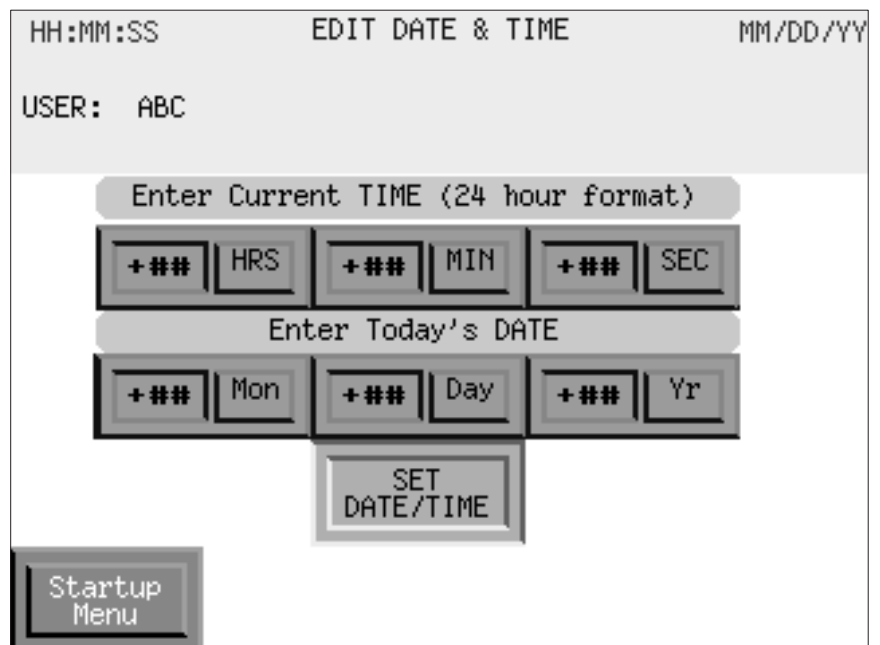 HH:MM:SS EDIT DATE & TIME MM/DD/YY
USER: ABC
Enter Current TIME (24 hour format)
+## HRS +## MIN +## SEC
Enter Today's DATE
+## Mon +## Day +## Yr
SET
DATE/TIME
Startup
Menu